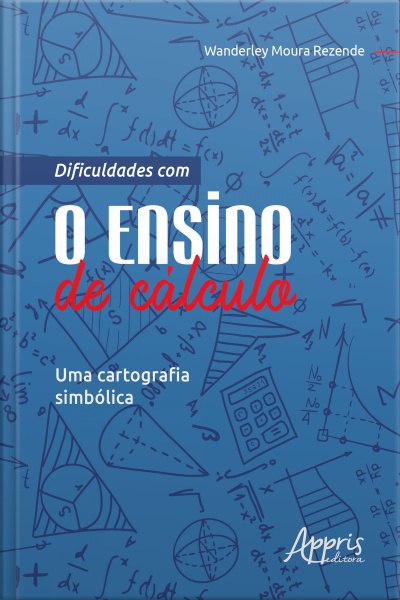 Wanderley Moura Rezende
Dificuldades com
O ENSINO
de cálculo
Uma cartografia
simbólica
Appris
editora